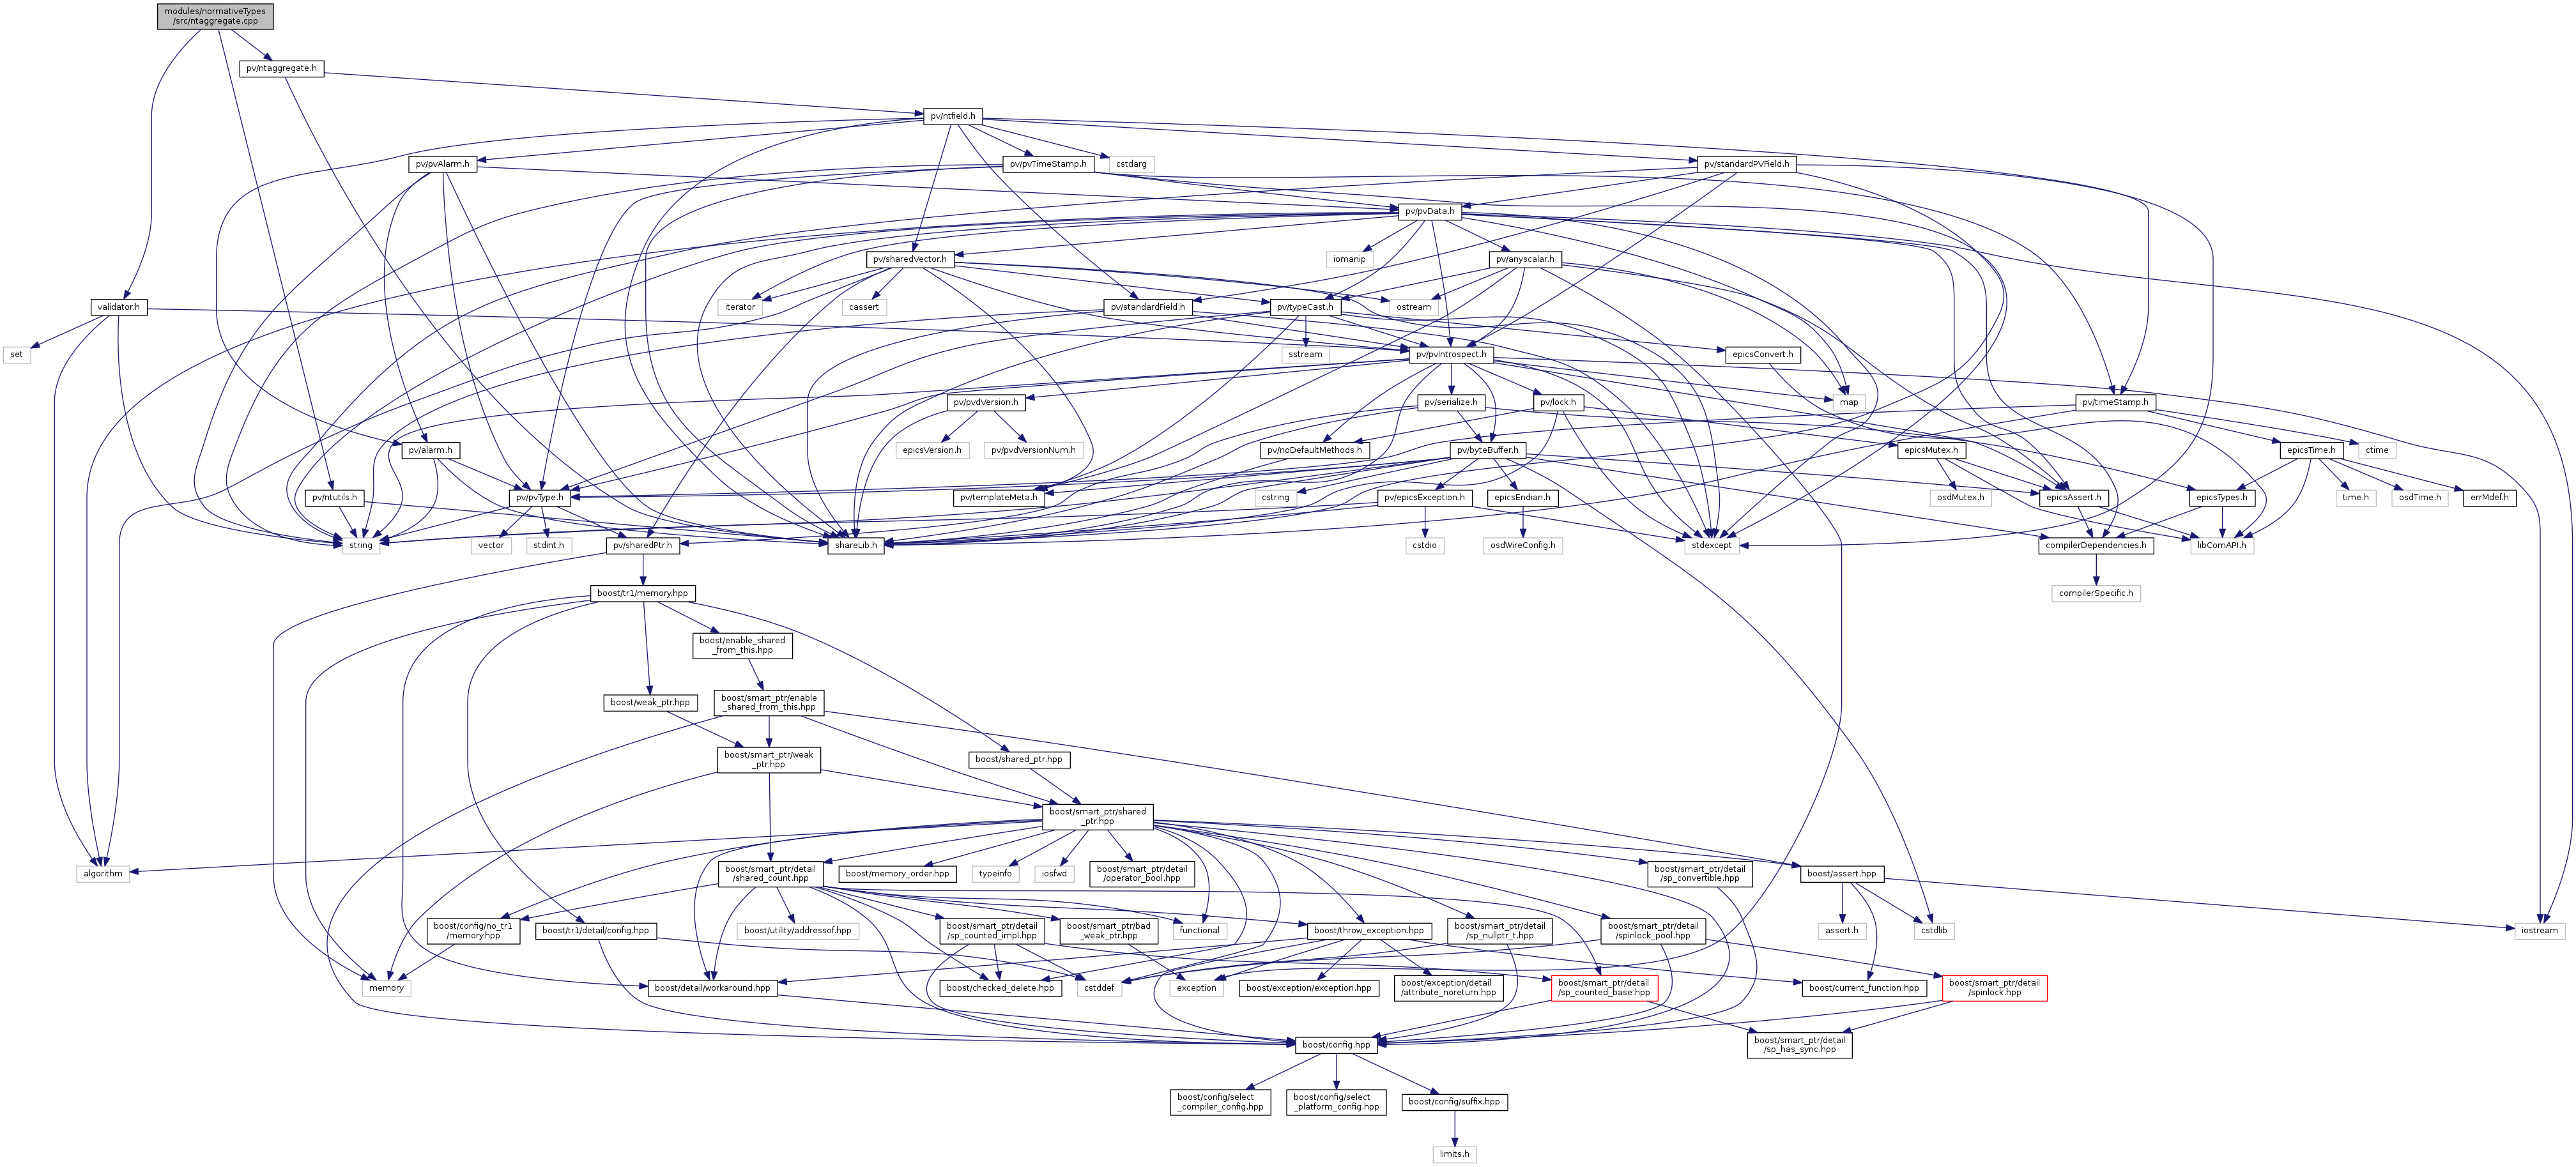 modules/normativeTypes
/src/ntaggregate.cpp
pv/ntaggregate.h
pv/ntfield.h
pv/pvAlarm.h
pv/pvTimeStamp.h
cstdarg
pv/standardPVField.h
pv/pvData.h
pv/sharedVector.h
iomanip
pv/anyscalar.h
validator.h
iterator
cassert
pv/standardField.h
pv/typeCast.h
ostream
set
sstream
pv/pvIntrospect.h
epicsConvert.h
pv/pvdVersion.h
pv/serialize.h
pv/lock.h
map
pv/timeStamp.h
pv/alarm.h
epicsVersion.h
pv/pvdVersionNum.h
pv/noDefaultMethods.h
pv/byteBuffer.h
epicsMutex.h
epicsTime.h
ctime
pv/ntutils.h
pv/pvType.h
pv/templateMeta.h
cstring
pv/epicsException.h
epicsEndian.h
osdMutex.h
epicsAssert.h
epicsTypes.h
time.h
osdTime.h
errMdef.h
string
vector
stdint.h
pv/sharedPtr.h
shareLib.h
cstdio
osdWireConfig.h
stdexcept
compilerDependencies.h
libComAPI.h
boost/tr1/memory.hpp
compilerSpecific.h
boost/enable_shared
_from_this.hpp
boost/weak_ptr.hpp
boost/smart_ptr/enable
_shared_from_this.hpp
boost/smart_ptr/weak
_ptr.hpp
boost/shared_ptr.hpp
boost/smart_ptr/shared
_ptr.hpp
algorithm
boost/smart_ptr/detail
/shared_count.hpp
boost/memory_order.hpp
typeinfo
iosfwd
boost/smart_ptr/detail
/operator_bool.hpp
boost/smart_ptr/detail
/sp_convertible.hpp
boost/assert.hpp
boost/config/no_tr1
/memory.hpp
boost/tr1/detail/config.hpp
boost/utility/addressof.hpp
boost/smart_ptr/detail
/sp_counted_impl.hpp
boost/smart_ptr/bad
_weak_ptr.hpp
functional
boost/throw_exception.hpp
boost/smart_ptr/detail
/sp_nullptr_t.hpp
boost/smart_ptr/detail
/spinlock_pool.hpp
assert.h
cstdlib
iostream
memory
boost/detail/workaround.hpp
boost/checked_delete.hpp
cstddef
exception
boost/exception/exception.hpp
boost/exception/detail
/attribute_noreturn.hpp
boost/smart_ptr/detail
/sp_counted_base.hpp
boost/current_function.hpp
boost/smart_ptr/detail
/spinlock.hpp
boost/config.hpp
boost/smart_ptr/detail
/sp_has_sync.hpp
boost/config/select
_compiler_config.hpp
boost/config/select
_platform_config.hpp
boost/config/suffix.hpp
limits.h